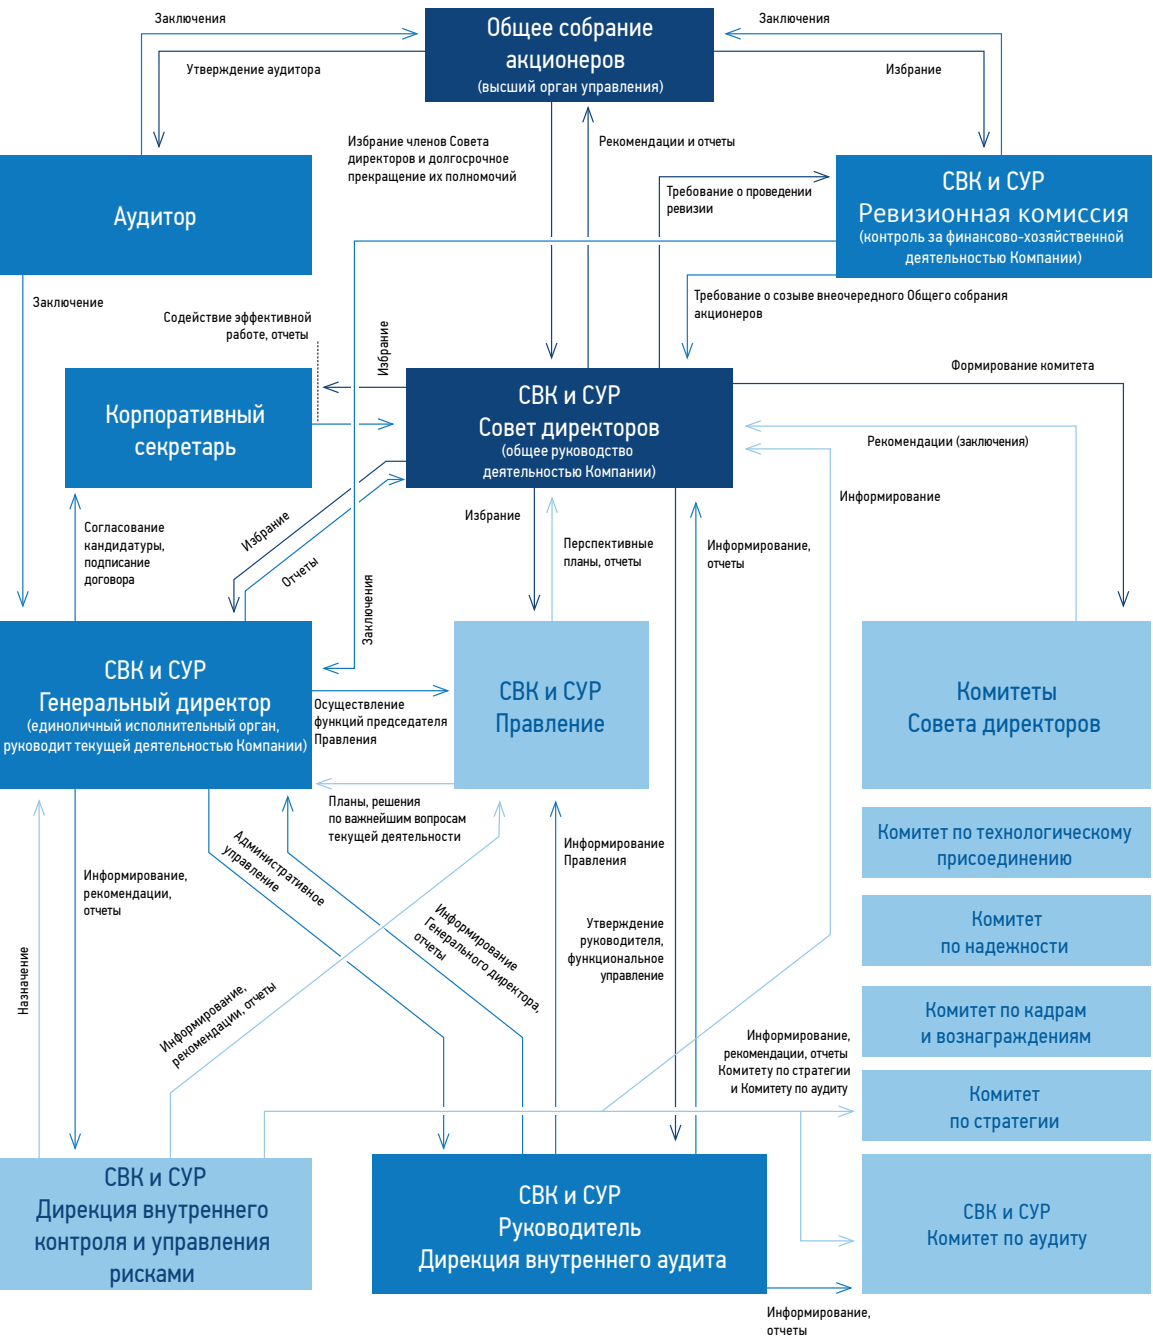 Заключения
Общее собрание
акционеров
(высший орган управления)
Заключения
Утверждение аудитора
Избрание
Избрание членов Совета
директоров и долгосрочное
прекращение их полномочий
Рекомендации и отчеты
Требование о проведении
ревизии
Аудитор
СВК и СУР
Ревизионная комиссия
(контроль за финансово-хозяйственной
деятельностью Компании)
Заключение
Содействие эффективной
работе, отчеты
Избрание
Требование о созыве внеочередного Общего собрания
акционеров
Формирование комитета
Корпоративный
секретарь
СВК и СУР
Совет директоров
(общее руководство
деятельностью Компании)
Рекомендации (заключения)
Информирование
Согласование
кандидатуры,
подписание
договора
Избрание
Отчеты
Заключения
Избрание
Перспективные
планы, отчеты
Информирование,
отчеты
СВК и СУР
Генеральный директор
(единоличный исполнительный орган,
руководит текущей деятельностью Компании)
Осуществление
функций председателя
Правления
СВК и СУР
Правление
Комитеты
Совета директоров
Планы, решения
по важнейшим вопросам
текущей деятельности
Комитет по технологическому
присоединению
Информирование,
рекомендации,
отчеты
Административное
управление
Информирование
Генерального директора,
отчеты
Информирование
Правления
Утверждение
руководителя,
функциональное
управление
Комитет
по надежности
Назначение
Информирование,
рекомендации, отчеты
Комитет по кадрам
и вознаграждениям
Информирование,
рекомендации, отчеты
Комитету по стратегии
и Комитету по аудиту
Комитет
по стратегии
СВК и СУР
Дирекция внутреннего
контроля и управления
рисками
СВК и СУР
Руководитель
Дирекция внутреннего аудита
СВК и СУР
Комитет по аудиту
Информирование,
отчеты